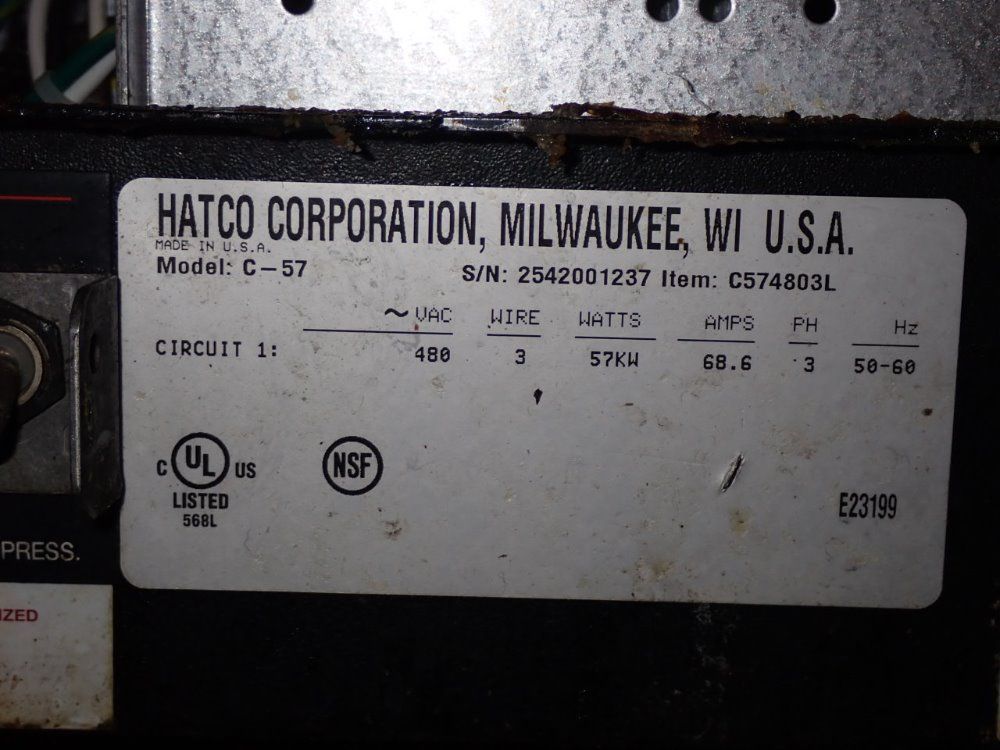 HATCO CORPORATION, MILWAUKEE, WI U.S.A.
MADE IN U.S.A.
Model: C-57 S/N: 2542001237 Item: C574803L
~ VAC WIRE WATTS AMPS PH Hz
CIRCUIT 1: 480 3 57KW 68.6 3 50-60
C UL US
LISTED
568L
NSF
E23199
PRESS.
IZED